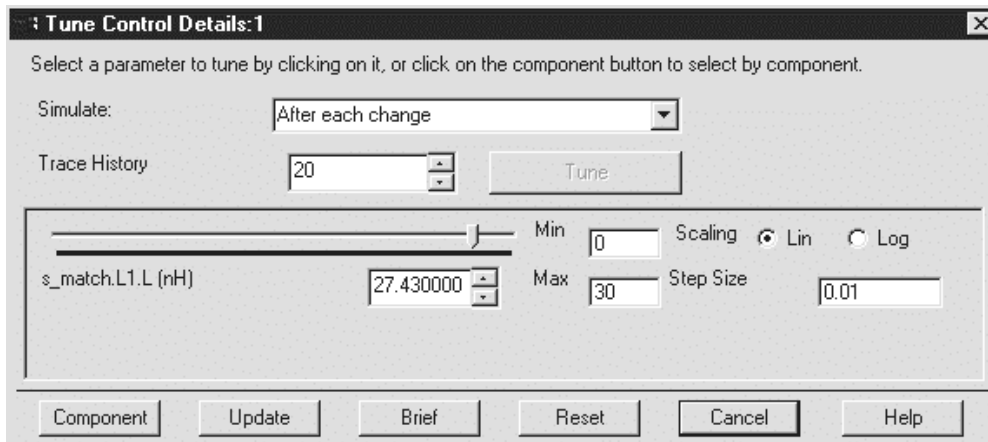 Tune Control Details:1
Select a parameter to tune by clicking on it, or click on the component button to select by component.
Simulate: After each change
Trace History 20 Tune
Min 0 Scaling Lin Log
s_match.L1.L (nH) 27.430000 Max 30 Step Size 0.01
Component Update Brief Reset Cancel Help